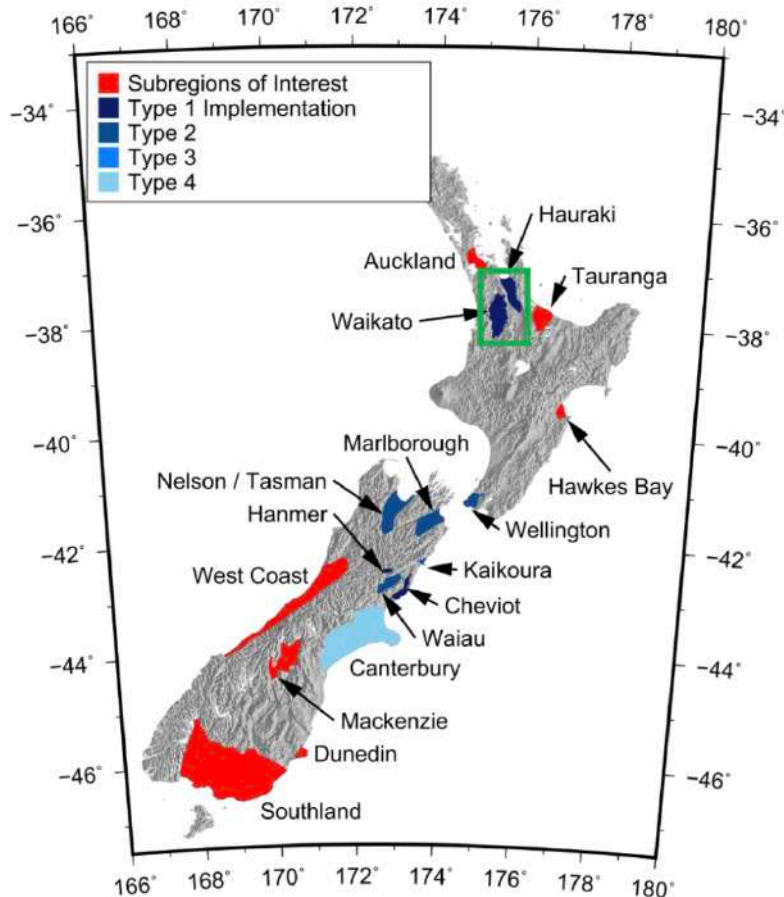 166° 168° 170° 172° 174° 176° 178° 180°
Subregions of Interest
Type 1 Implementation
Type 2
Type 3
Type 4
−34°
−34°
−36°
−36°
Hauraki
Auckland
Tauranga
Waikato
−38°
−38°
−40°
−40°
Marlborough
Nelson / Tasman
Hawkes Bay
Hanmer
Wellington
−42°
−42°
West Coast
Kaikoura
Cheviot
Waiau
−44°
Canterbury
−44°
Mackenzie
Dunedin
−46°
−46°
Southland
166° 168° 170° 172° 174° 176° 178° 180°